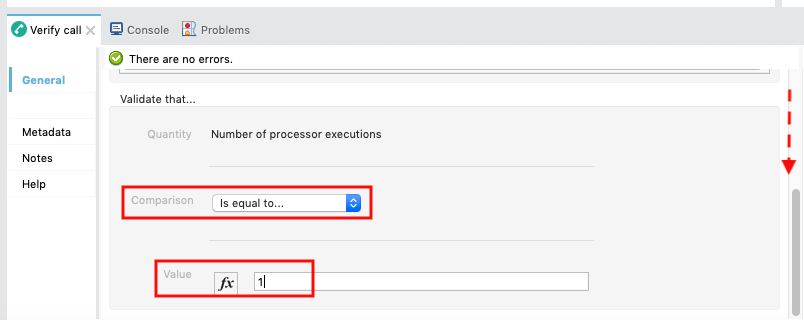 Verify call Console Problems
There are no errors.
General
Validate that...
Quantity Number of processor executions
Metadata
Notes
Help
Comparison Is equal to...
Value fx 1